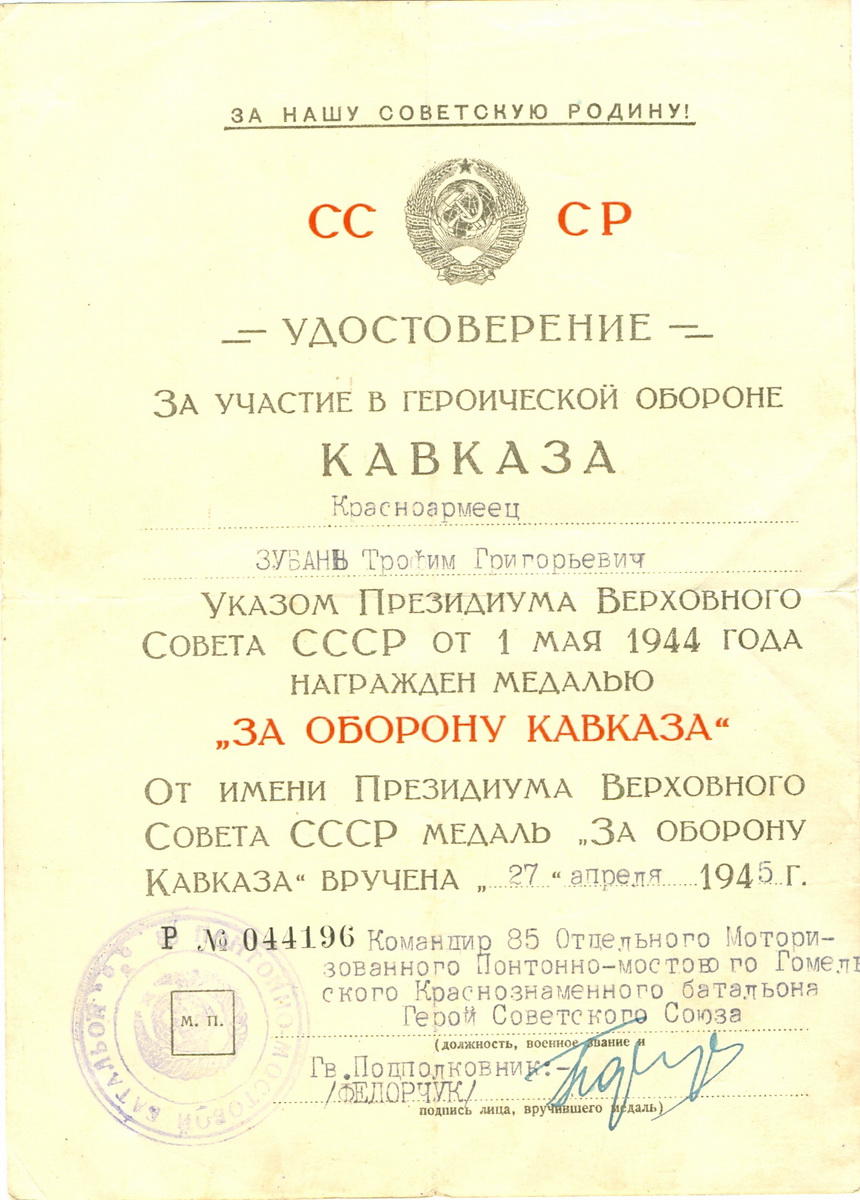 ЗА НАШУ СОВЕТСКУЮ РОДИНУ!
СС СР
УДОСТОВЕРЕНИЕ
ЗА УЧАСТИЕ В ГЕРОИЧЕСКОЙ ОБОРОНЕ
КАВКАЗА
Красноармеец
ЗУБАНЬ Трофим Григорьевич
УКАЗОМ ПРЕЗИДИУМА ВЕРХОВНОГО
СОВЕТА СССР ОТ 1 МАЯ 1944 ГОДА
НАГРАЖДЕН МЕДАЛЬЮ
„ЗА ОБОРОНУ КАВКАЗА“
ОТ ИМЕНИ ПРЕЗИДИУМА ВЕРХОВНОГО
СОВЕТА СССР МЕДАЛЬ „ЗА ОБОРОНУ
КАВКАЗА“ ВРУЧЕНА „27“ апреля 1945 Г.
Р № 044196 Командир 85 Отдельного Мотори-
зованного Понтонно-мостового Гомель
ского Краснознаменного батальона
Герой Советского Союза
М. П.
(должность, военное звание и
Гв.Подполковник:-
/ФЕДОРЧУК/
подпись лица, вручившего медаль)
МОСТОВОЙ БАТАЛЬОН